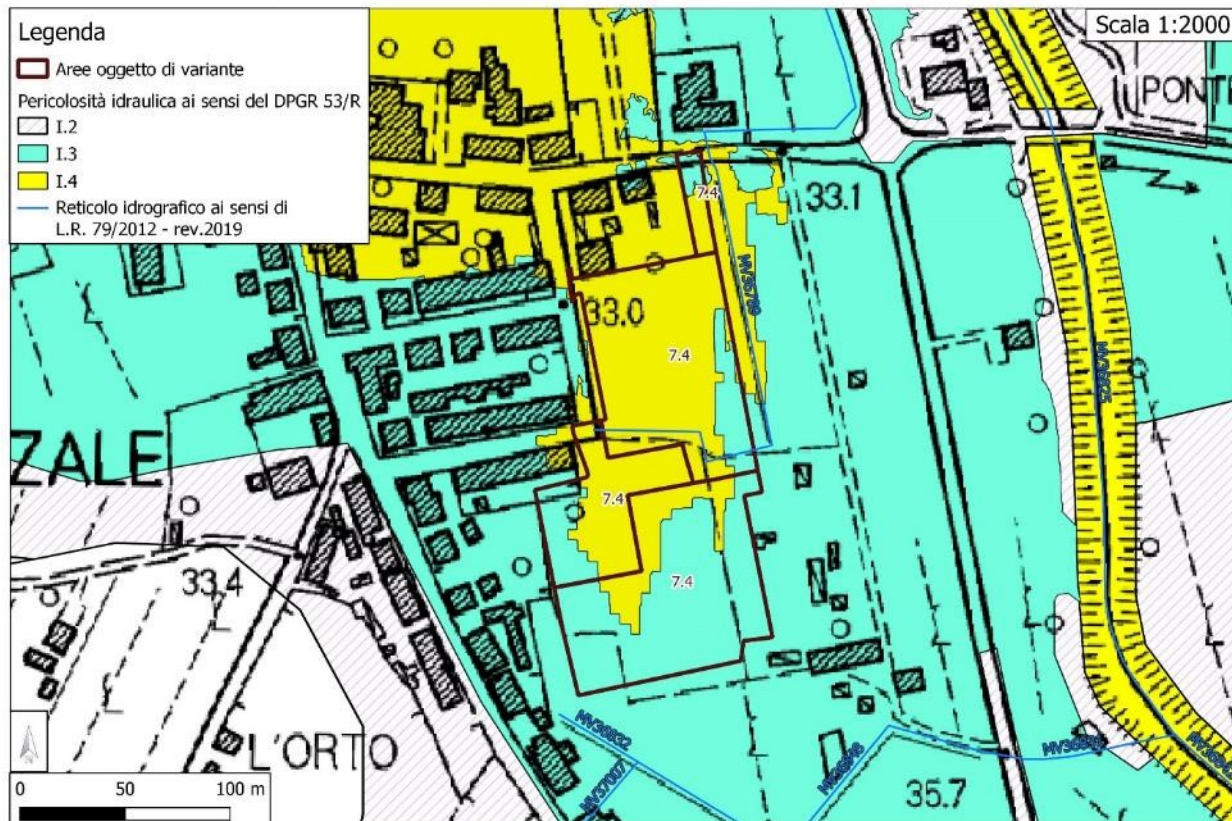 Legenda
Aree oggetto di variante
Pericolosità idraulica ai sensi del DPGR 53/R
I.2
I.3
I.4
Reticolo idrografico ai sensi di
L.R. 79/2012 - rev.2019
Scala 1:2000
PONTE
7.4
33.1
33.0
MV36780
7.4
ZALE
7.4
33.4
7.4
L'ORTO
MV36832
MV37007
35.7
0 50 100 m